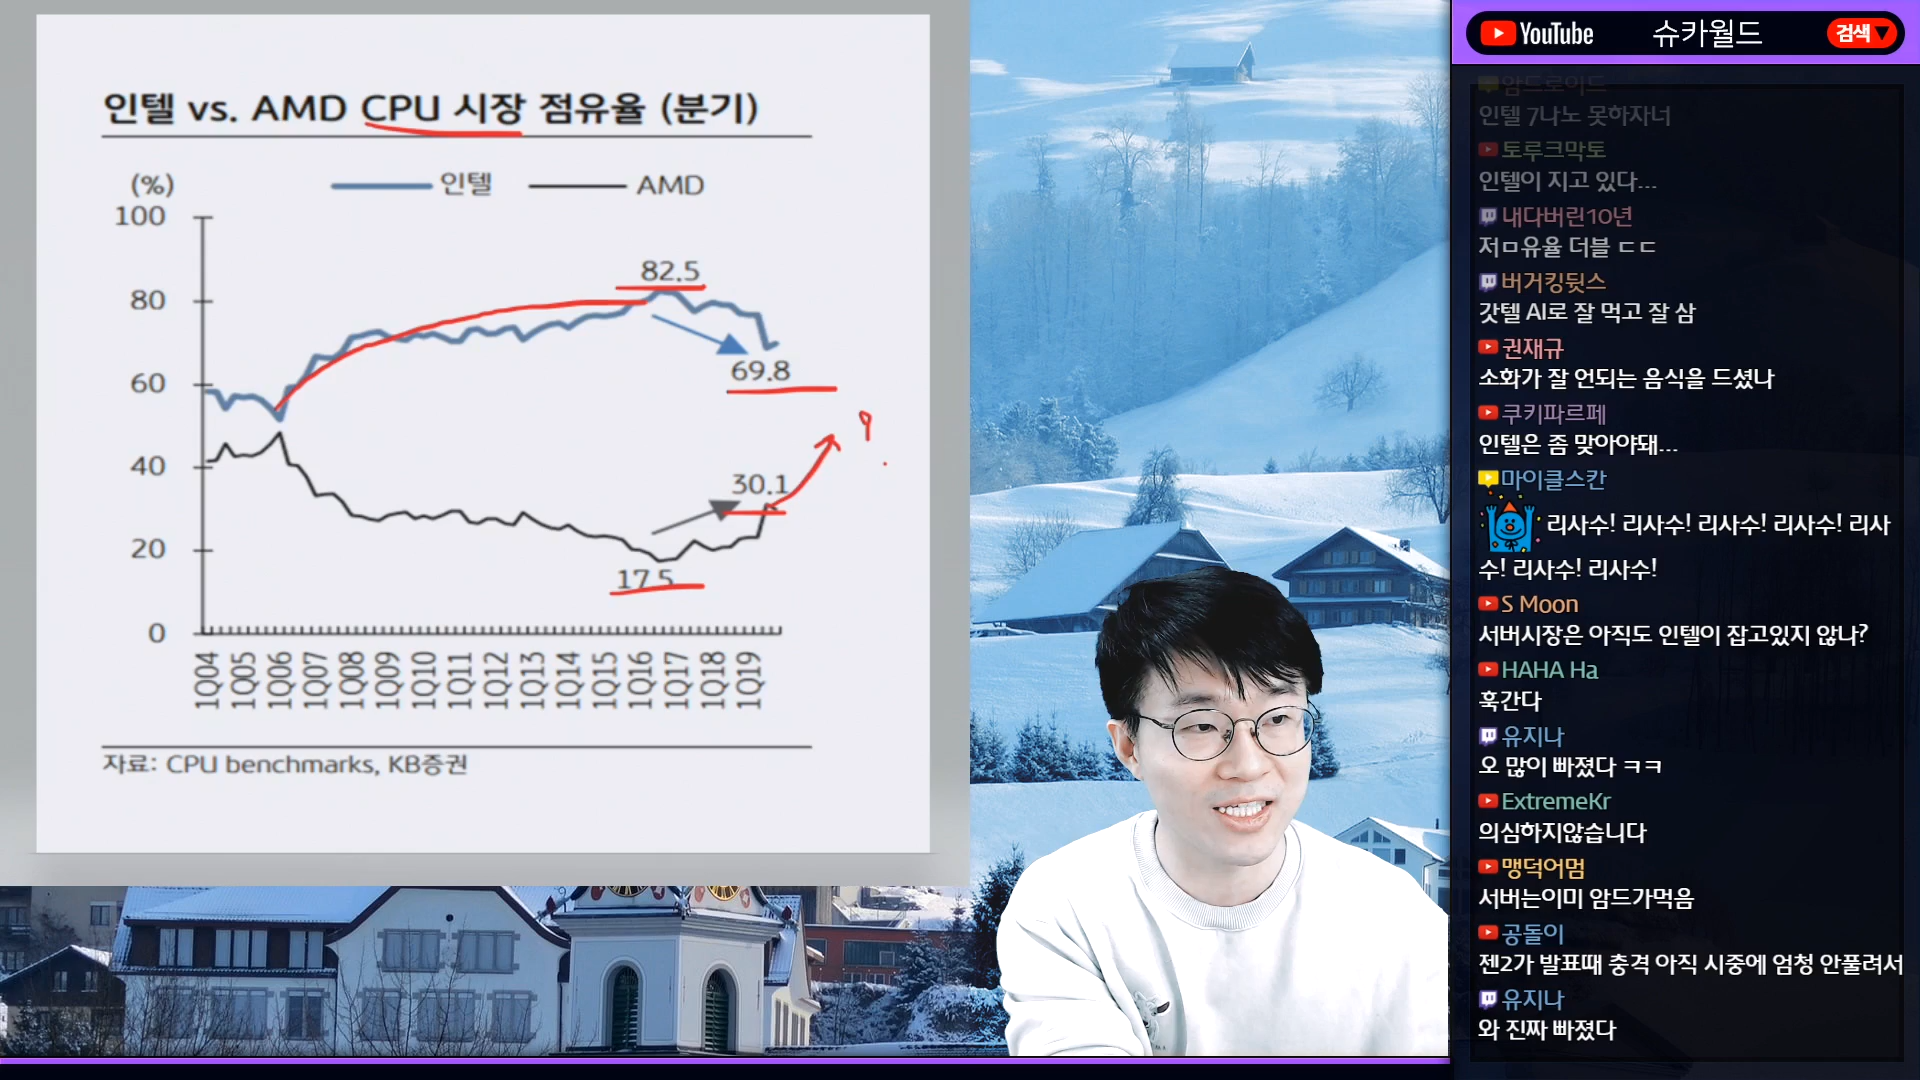 인텔 vs. AMD CPU 시장 점유율 (분기)
(%)
인텔
AMD
100
80
60
40
20
0
82.5
69.8
30.1
17.5
1Q04
1Q05
1Q06
1Q07
1Q08
1Q09
1Q10
1Q11
1Q12
1Q13
1Q14
1Q15
1Q16
1Q17
1Q18
1Q19
자료: CPU benchmarks, KB증권
YouTube
슈카월드
검색▼
암드로이드
인텔 7나노 못하자너
토루크막토
인텔이 지고 있다...
내다버린10년
저ㅁ유율 더블 ㄷㄷ
버거킹뒷스
갓텔 AI로 잘 먹고 잘 삼
권재규
소화가 잘 언되는 음식을 드셨나
쿠키파르페
인텔은 좀 맞아야돼...
마이클스칸
리사수! 리사수! 리사수! 리사수! 리사
수! 리사수! 리사수!
S Moon
서버시장은 아직도 인텔이 잡고있지 않나?
HAHA Ha
훅간다
유지나
오 많이 빠졌다 ㅋㅋ
ExtremeKr
의심하지않습니다
맹덕어멈
서버는이미 암드가먹음
공돌이
젠2가 발표때 충격 아직 시중에 엄청 안풀려서
유지나
와 진짜 빠졌다